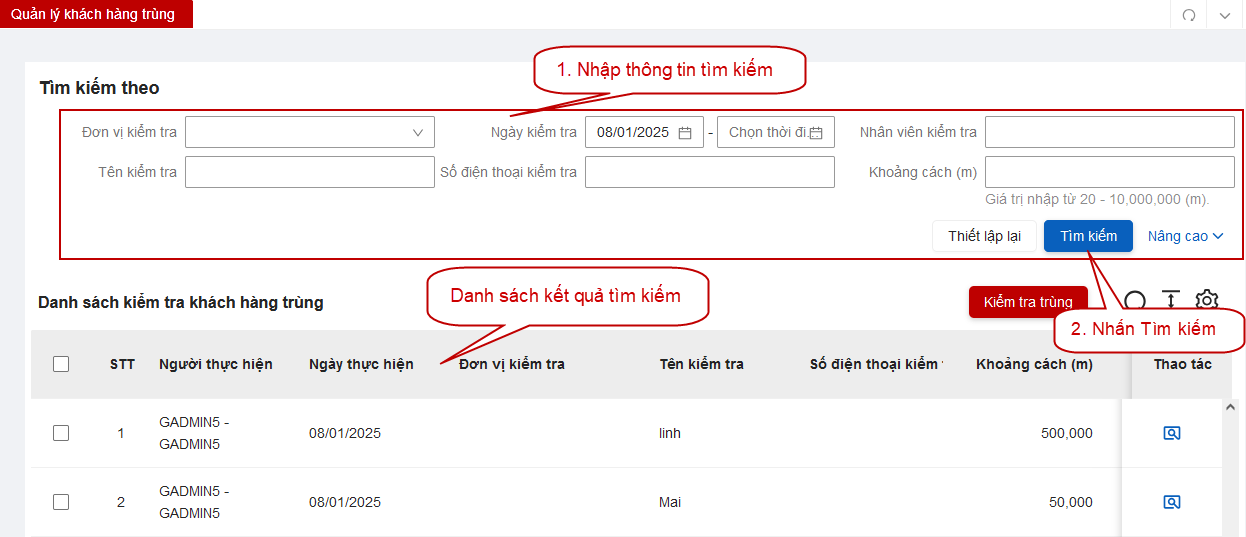 Quản lý khách hàng trùng
1. Nhập thông tin tìm kiếm
Tìm kiếm theo
Đơn vị kiểm tra
Ngày kiểm tra
08/01/2025
-
Chọn thời đi
Nhân viên kiểm tra
Tên kiểm tra
Số điện thoại kiểm tra
Khoảng cách (m)
Giá trị nhập từ 20 - 10,000,000 (m).
Thiết lập lại
Tìm kiếm
Nâng cao
Danh sách kết quả tìm kiếm
Danh sách kiểm tra khách hàng trùng
Kiểm tra trùng
2. Nhấn Tìm kiếm
STT Người thực hiện Ngày thực hiện Đơn vị kiểm tra Tên kiểm tra Số điện thoại kiểm Khoảng cách (m) Thao tác
1 GADMIN5 - 08/01/2025 linh 500,000
GADMIN5
2 GADMIN5 - 08/01/2025 Mai 50,000
GADMIN5